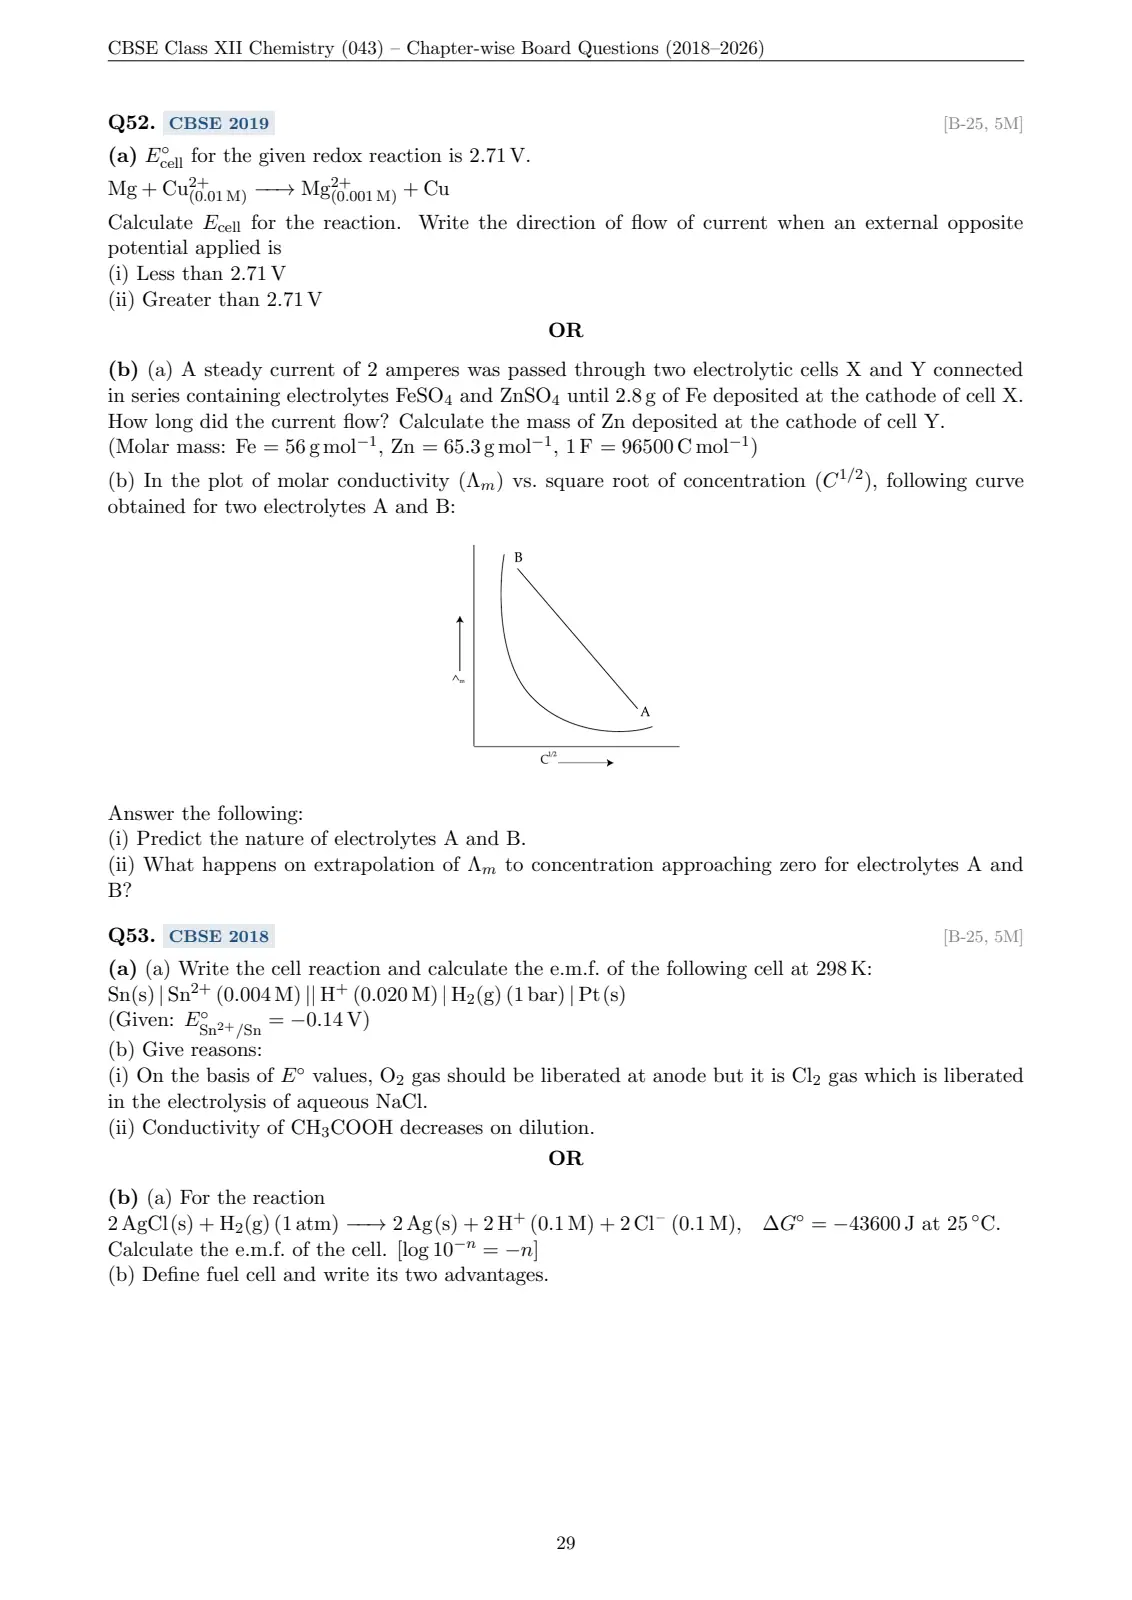 CBSE Class XII Chemistry (043) – Chapter-wise Board Questions (2018–2026)
Q52. CBSE 2019 [B-25, 5M]
(a) E°cell for the given redox reaction is 2.71 V.
Mg + Cu²⁺(0.01 M) ⟶ Mg²⁺(0.001 M) + Cu
Calculate Ecell for the reaction. Write the direction of flow of current when an external opposite
potential applied is
(i) Less than 2.71 V
(ii) Greater than 2.71 V
OR
(b) (a) A steady current of 2 amperes was passed through two electrolytic cells X and Y connected
in series containing electrolytes FeSO₄ and ZnSO₄ until 2.8 g of Fe deposited at the cathode of cell X.
How long did the current flow? Calculate the mass of Zn deposited at the cathode of cell Y.
(Molar mass: Fe = 56 g mol⁻¹, Zn = 65.3 g mol⁻¹, 1 F = 96500 C mol⁻¹)
(b) In the plot of molar conductivity (Λm) vs. square root of concentration (C^1/2), following curve
obtained for two electrolytes A and B:
B
Λm
A
C^1/2
Answer the following:
(i) Predict the nature of electrolytes A and B.
(ii) What happens on extrapolation of Λm to concentration approaching zero for electrolytes A and
B?
Q53. CBSE 2018 [B-25, 5M]
(a) (a) Write the cell reaction and calculate the e.m.f. of the following cell at 298 K:
Sn(s) | Sn²⁺ (0.004 M) || H⁺ (0.020 M) | H₂(g) (1 bar) | Pt(s)
(Given: E°Sn²⁺/Sn = −0.14 V)
(b) Give reasons:
(i) On the basis of E° values, O₂ gas should be liberated at anode but it is Cl₂ gas which is liberated
in the electrolysis of aqueous NaCl.
(ii) Conductivity of CH₃COOH decreases on dilution.
OR
(b) (a) For the reaction
2 AgCl(s) + H₂(g) (1 atm) ⟶ 2 Ag(s) + 2 H⁺ (0.1 M) + 2 Cl⁻ (0.1 M), ΔG° = −43600 J at 25 °C.
Calculate the e.m.f. of the cell. [log 10⁻ⁿ = −n]
(b) Define fuel cell and write its two advantages.
29